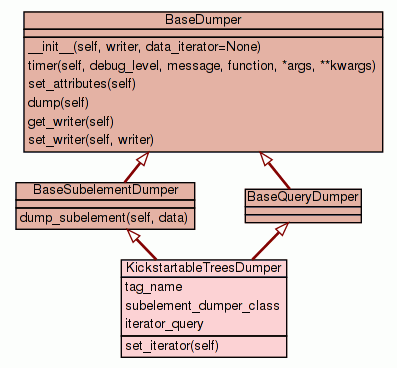 BaseDumper
__init__(self, writer, data_iterator=None)
timer(self, debug_level, message, function, *args, **kwargs)
set_attributes(self)
dump(self)
get_writer(self)
set_writer(self, writer)
BaseSubelementDumper
dump_subelement(self, data)
BaseQueryDumper
KickstartableTreesDumper
tag_name
subelement_dumper_class
iterator_query
set_iterator(self)